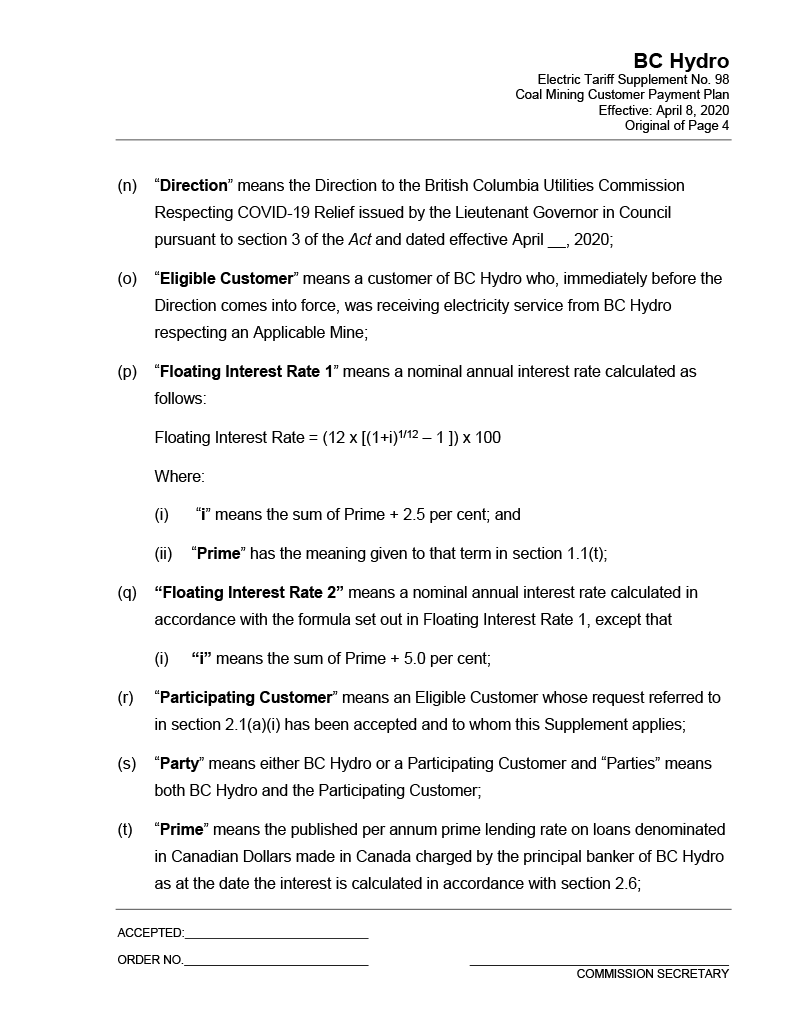 BC Hydro
Electric Tariff Supplement No. 98
Coal Mining Customer Payment Plan
Effective: April 8, 2020
Original of Page 4
(n) “Direction” means the Direction to the British Columbia Utilities Commission
Respecting COVID-19 Relief issued by the Lieutenant Governor in Council
pursuant to section 3 of the Act and dated effective April __, 2020;
(o) “Eligible Customer” means a customer of BC Hydro who, immediately before the
Direction comes into force, was receiving electricity service from BC Hydro
respecting an Applicable Mine;
(p) “Floating Interest Rate 1” means a nominal annual interest rate calculated as
follows:
Floating Interest Rate = (12 x [(1+i)1/12 – 1 ]) x 100
Where:
(i) “i” means the sum of Prime + 2.5 per cent; and
(ii) “Prime” has the meaning given to that term in section 1.1(t);
(q) “Floating Interest Rate 2” means a nominal annual interest rate calculated in
accordance with the formula set out in Floating Interest Rate 1, except that
(i) “i” means the sum of Prime + 5.0 per cent;
(r) “Participating Customer” means an Eligible Customer whose request referred to
in section 2.1(a)(i) has been accepted and to whom this Supplement applies;
(s) “Party” means either BC Hydro or a Participating Customer and “Parties” means
both BC Hydro and the Participating Customer;
(t) “Prime” means the published per annum prime lending rate on loans denominated
in Canadian Dollars made in Canada charged by the principal banker of BC Hydro
as at the date the interest is calculated in accordance with section 2.6;
ACCEPTED:____________________________
ORDER NO.____________________________
COMMISSION SECRETARY